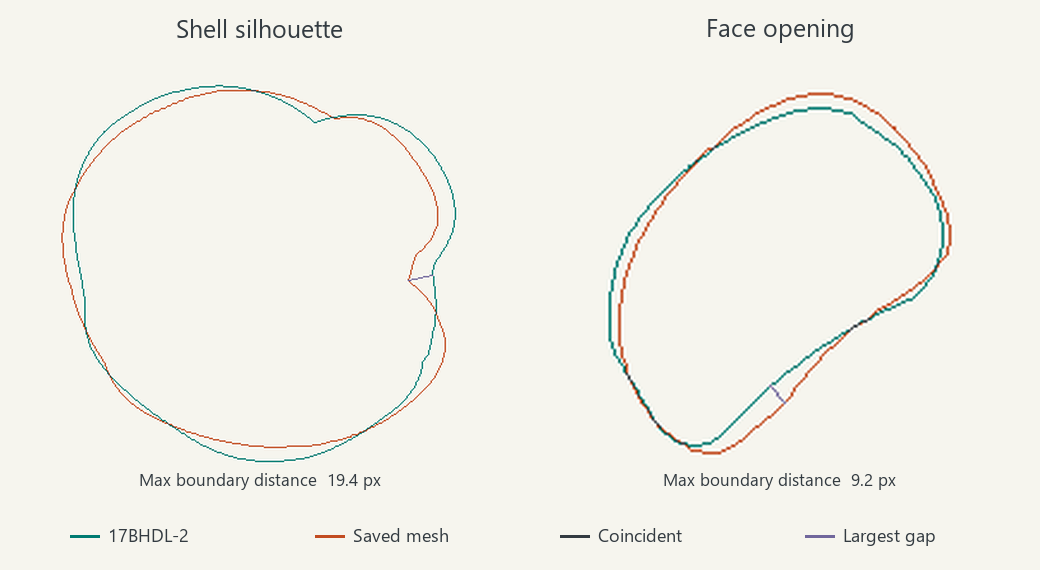 Shell silhouette
Face opening
Max boundary distance 19.4 px
Max boundary distance 9.2 px
17BHDL-2
Saved mesh
Coincident
Largest gap